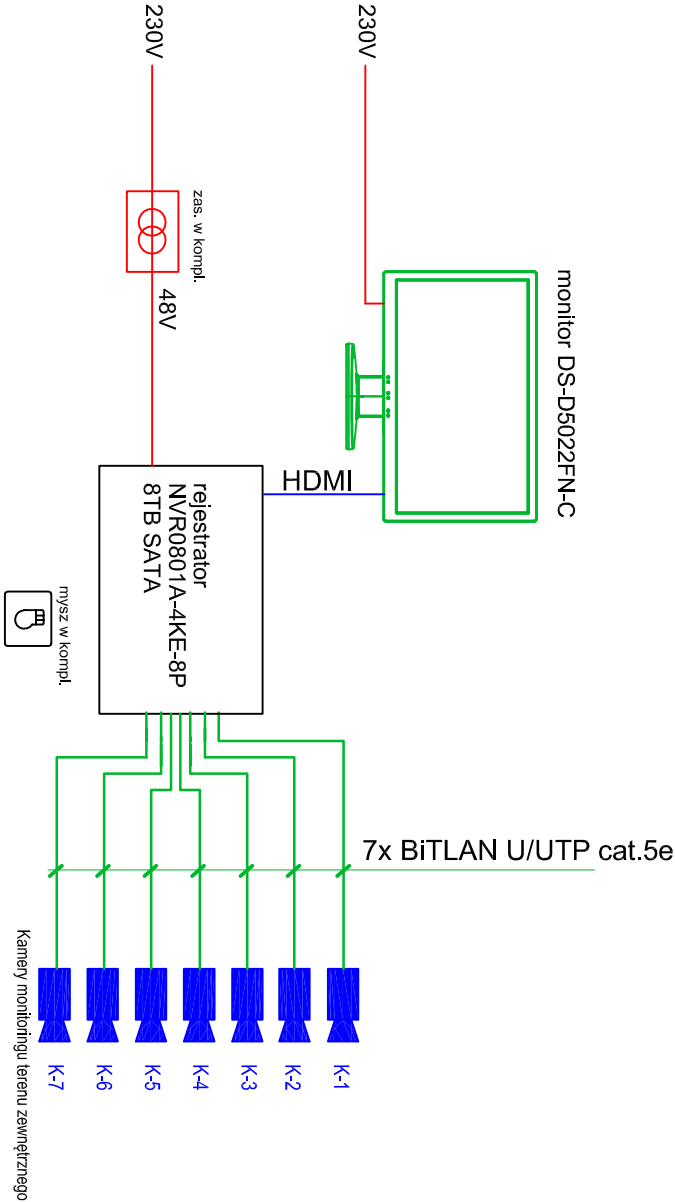 monitor DS-D5022FN-C
230V
HDMI
230V
zas. w kompl.
48V
rejestrator
NVR0801A-4KE-8P
8TB SATA
mysz w kompl.
7x BiTLAN U/UTP cat.5e
K-1
K-2
K-3
K-4
K-5
K-6
K-7
Kamery monitoringu terenu zewnętrznego